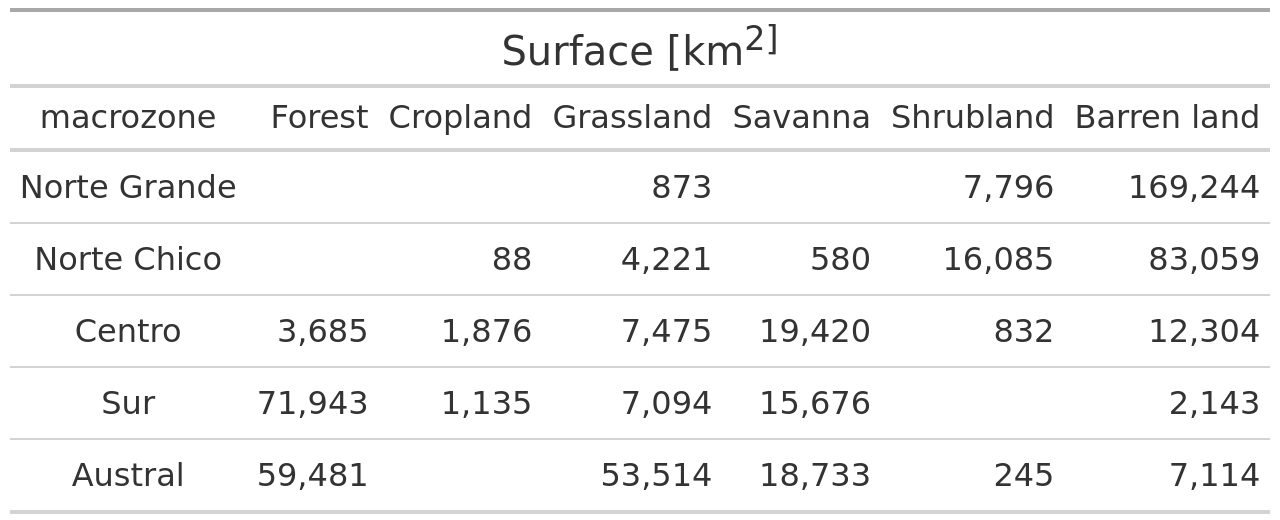 Surface [km2]
macrozone Forest Cropland Grassland Savanna Shrubland Barren land
Norte Grande 873 7,796 169,244
Norte Chico 88 4,221 580 16,085 83,059
Centro 3,685 1,876 7,475 19,420 832 12,304
Sur 71,943 1,135 7,094 15,676 2,143
Austral 59,481 53,514 18,733 245 7,114